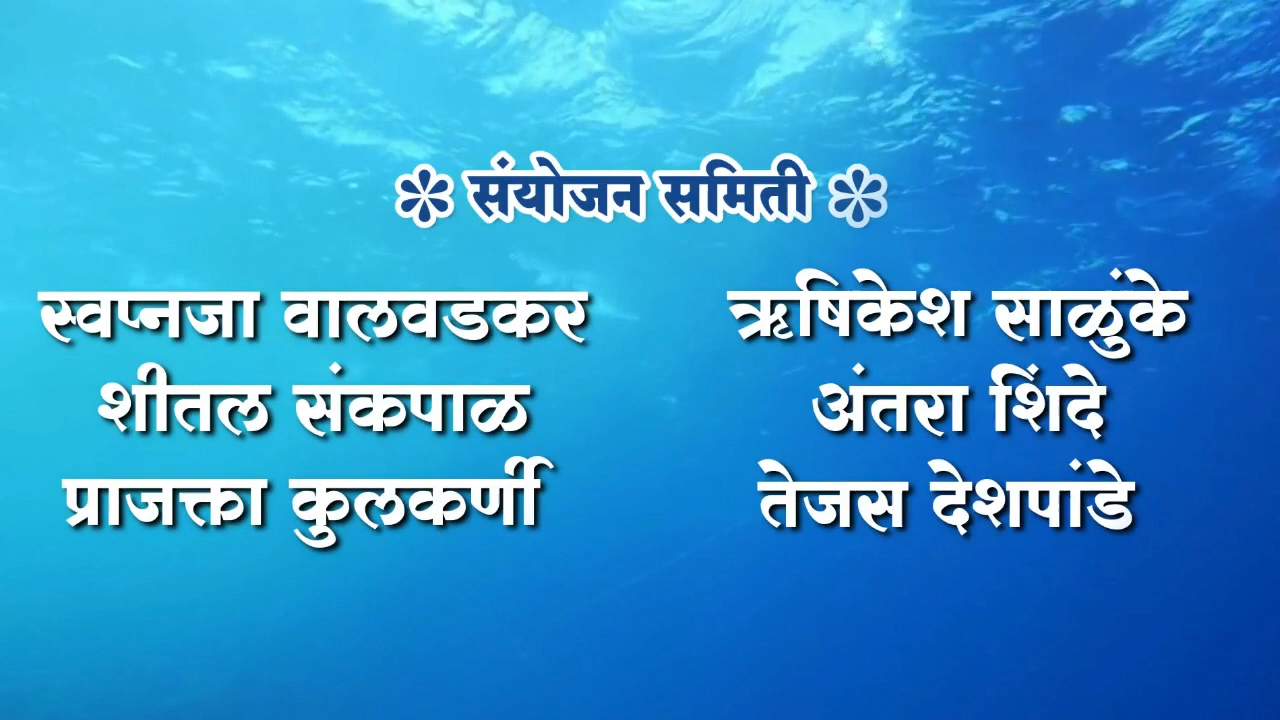 संयोजन समिती
स्वप्नजा वालवडकर
शीतल संकपाळ
प्राजक्ता कुलकर्णी
ऋषिकेश साळुंके
अंतरा शिंदे
तेजस देशपांडे